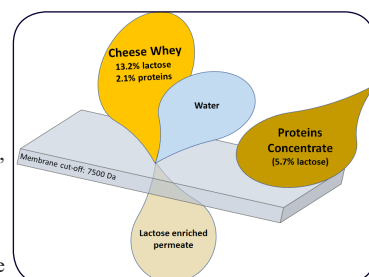 Cheese Whey
13.2% lactose
2.1% proteins
Water
Proteins
Concentrate
(5.7% lactose)
,
Membrane cut-off: 7500 Da
Lactose enriched
permeate
e